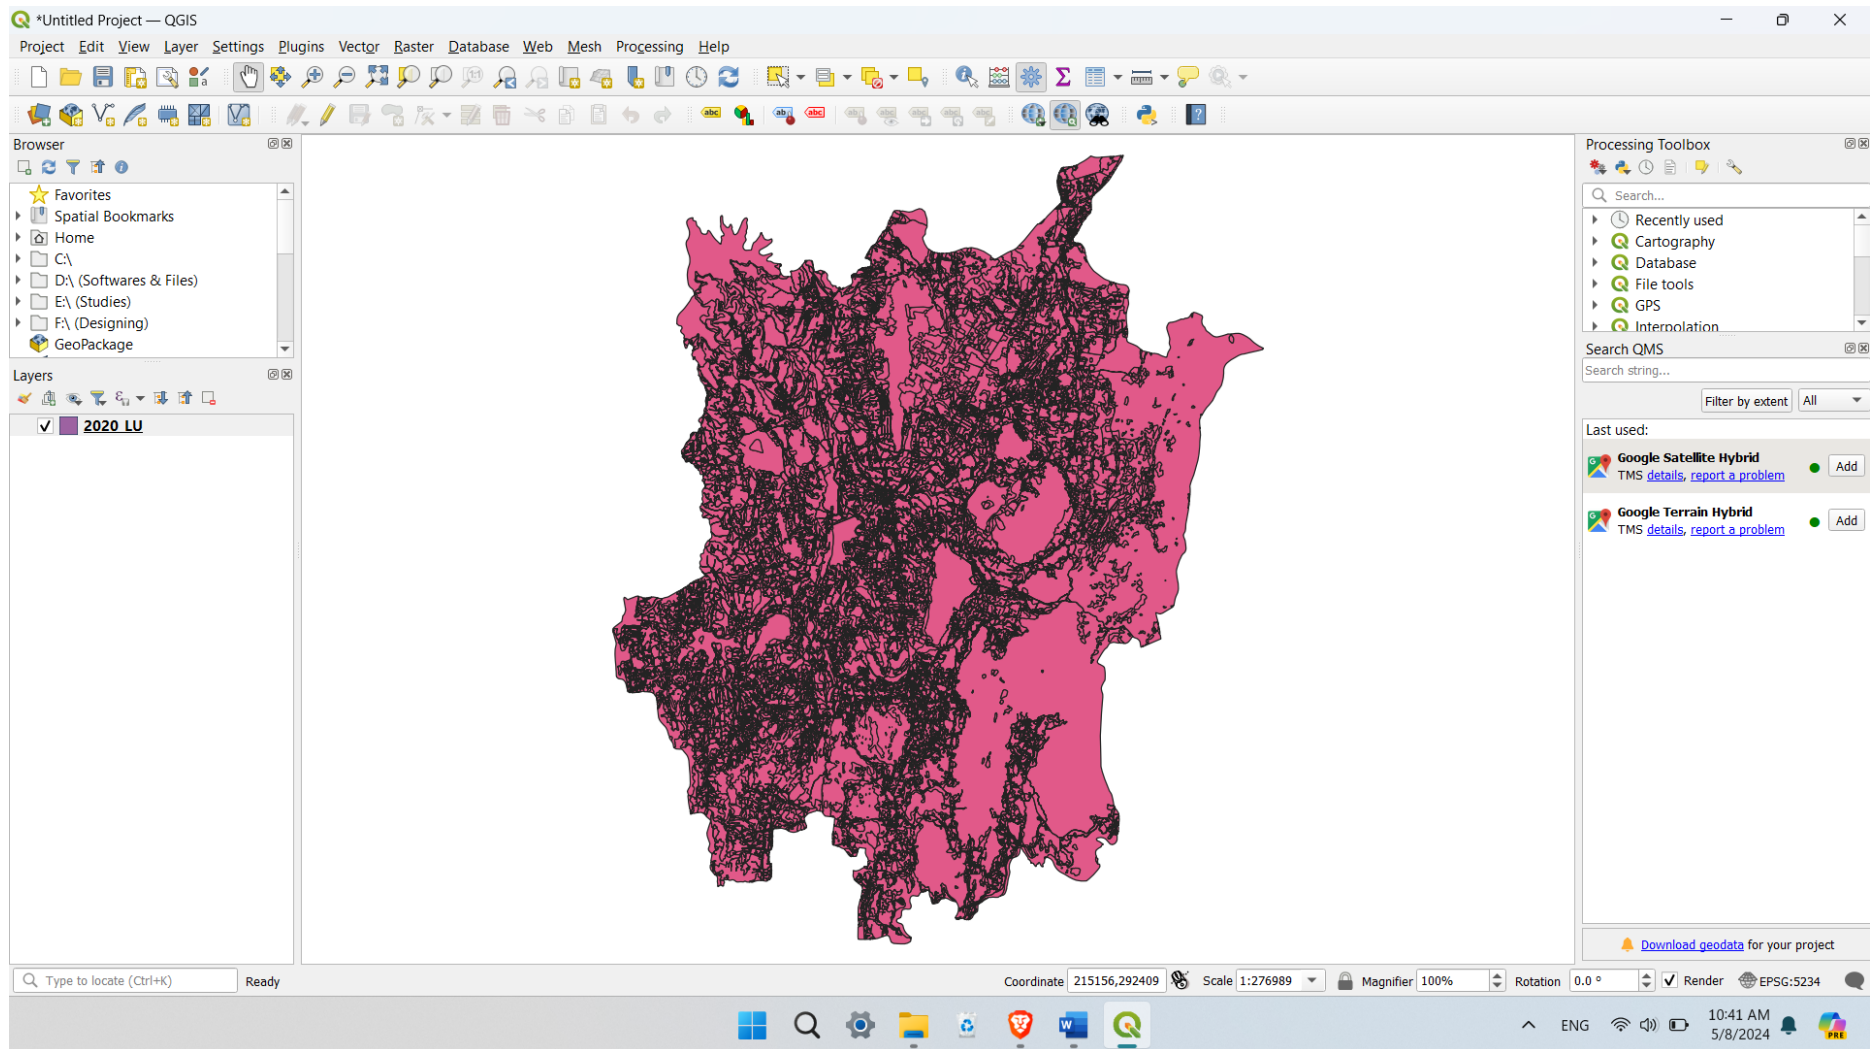 *Untitled Project — QGIS
Project Edit View Layer Settings Plugins Vector Raster Database Web Mesh Processing Help
Browser
Favorites
Spatial Bookmarks
Home
C:\
D:\ (Softwares & Files)
E:\ (Studies)
F:\ (Designing)
GeoPackage
Layers
2020 LU
Processing Toolbox
Search...
Recently used
Cartography
Database
File tools
GPS
Interpolation
Search QMS
Search string...
Filter by extent All
Last used:
Google Satellite Hybrid
TMS details, report a problem
Add
Google Terrain Hybrid
TMS details, report a problem
Add
Download geodata for your project
Type to locate (Ctrl+K) Ready Coordinate 215156,292409 Scale 1:276989 Magnifier 100% Rotation 0.0 ° Render EPSG:5234
ENG
10:41 AM
5/8/2024